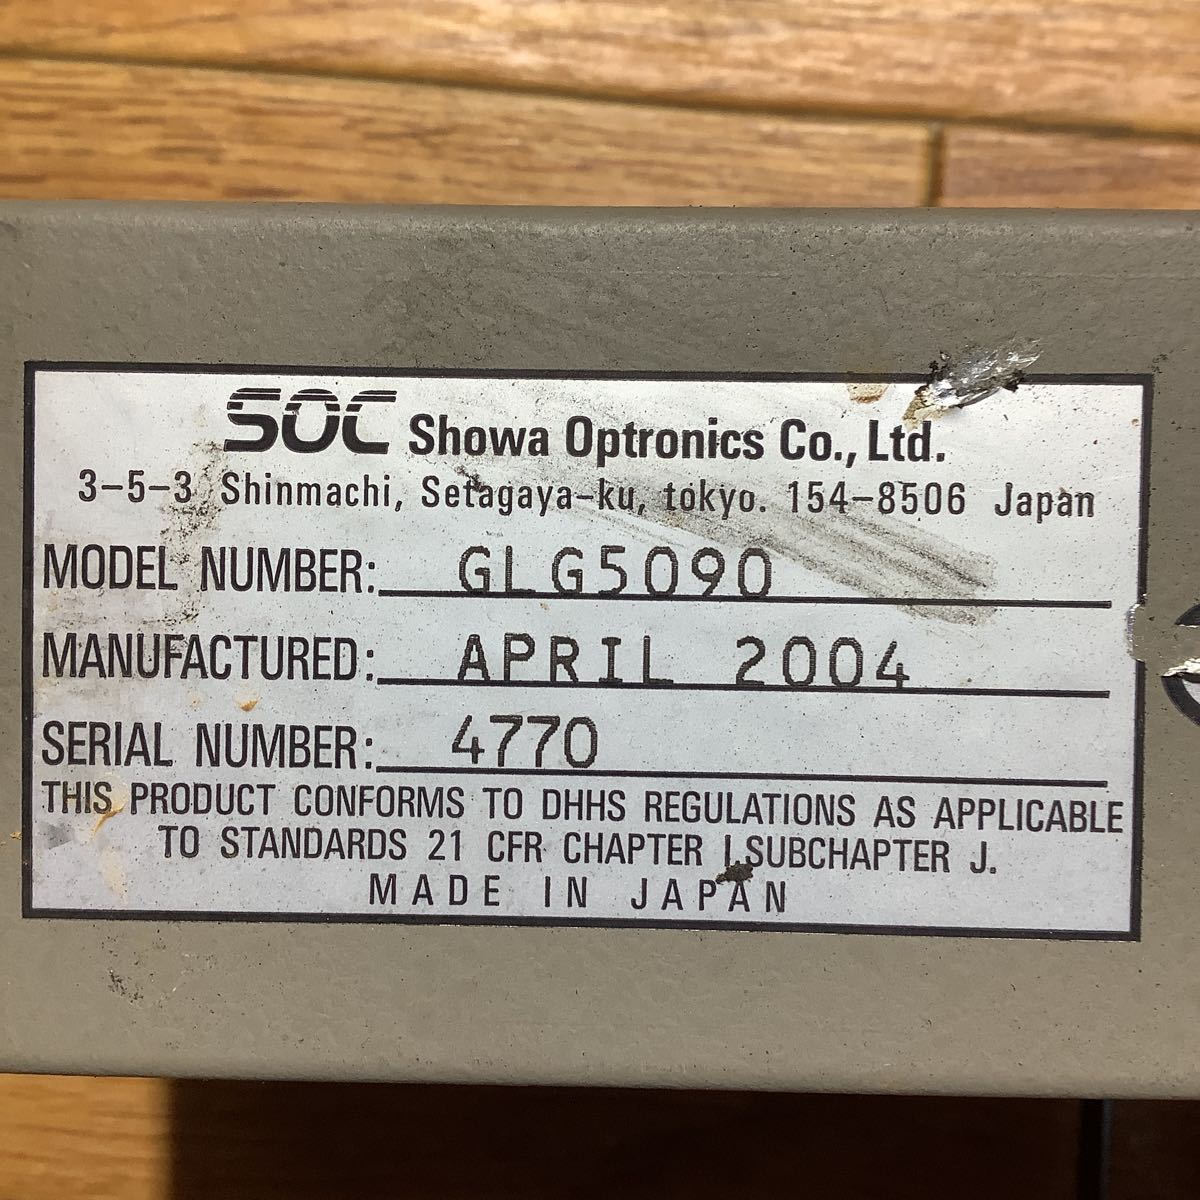 SOC Showa Optronics Co., Ltd.
3-5-3 Shinmachi, Setagaya-ku, tokyo. 154-8506 Japan
MODEL NUMBER: GLG5090
MANUFACTURED: APRIL 2004
SERIAL NUMBER: 4770
THIS PRODUCT CONFORMS TO DHHS REGULATIONS AS APPLICABLE
TO STANDARDS 21 CFR CHAPTER I.SUBCHAPTER J.
MADE IN JAPAN